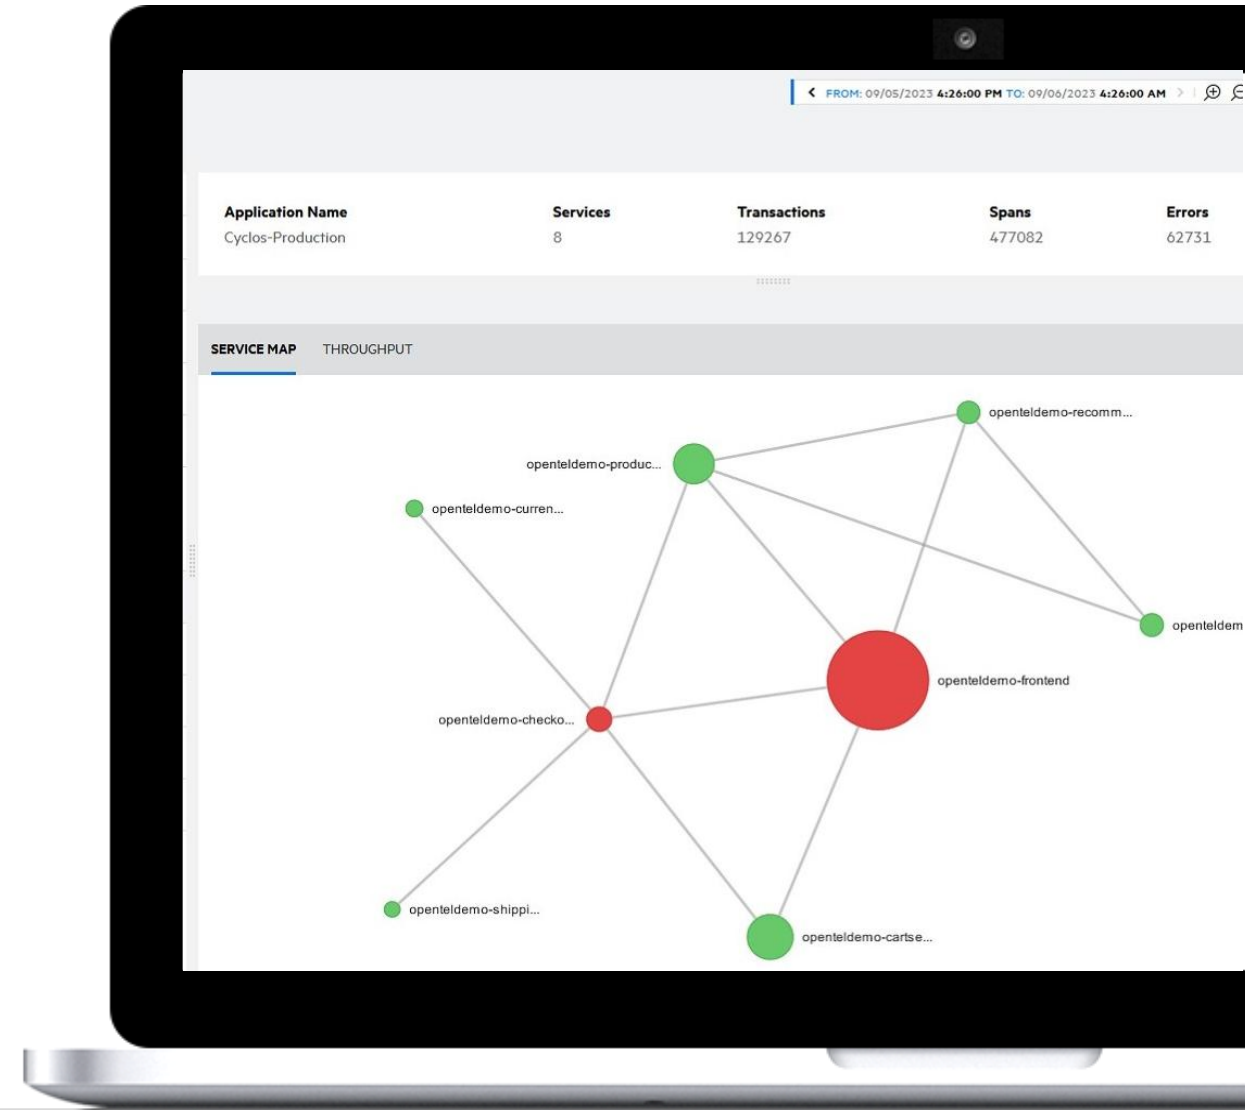 FROM: 09/05/2023 4:26:00 PM TO: 09/06/2023 4:26:00 AM
Application Name Services Transactions Spans Errors
Cyclos-Production 8 129267 477082 62731
SERVICE MAP THROUGHPUT
openteldemo-recomm...
openteldemo-produc...
openteldemo-curren...
openteldem
openteldemo-frontend
openteldemo-checko...
openteldemo-shippi...
openteldemo-cartse...